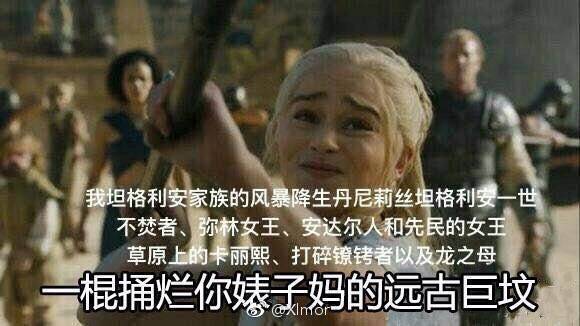 我坦格利安家族的风暴降生丹尼莉丝坦格利安一世
不焚者、弥林女王、安达尔人和先民的女王
草原上的卡丽熙、打碎镣铐者以及龙之母
一棍捅烂你婊子妈的远古巨坟
@Xlmor